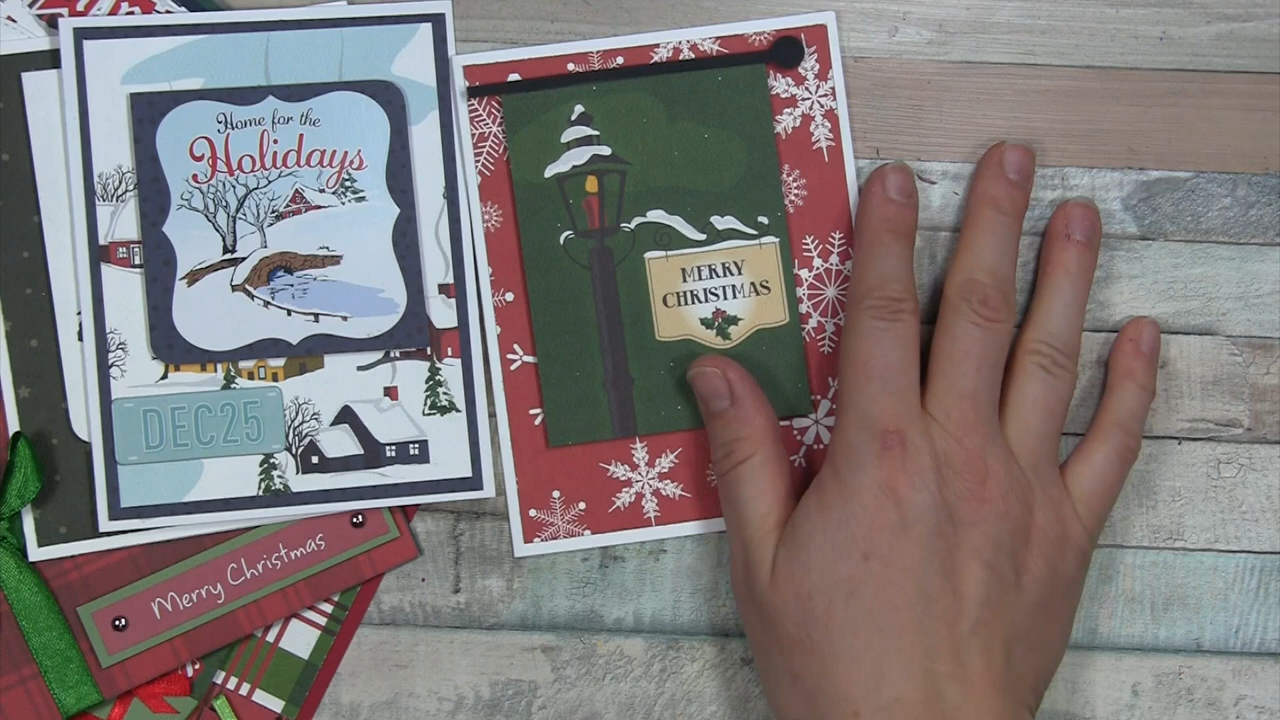 Home for the
Holidays
DEC25
MERRY
CHRISTMAS
Merry Christmas